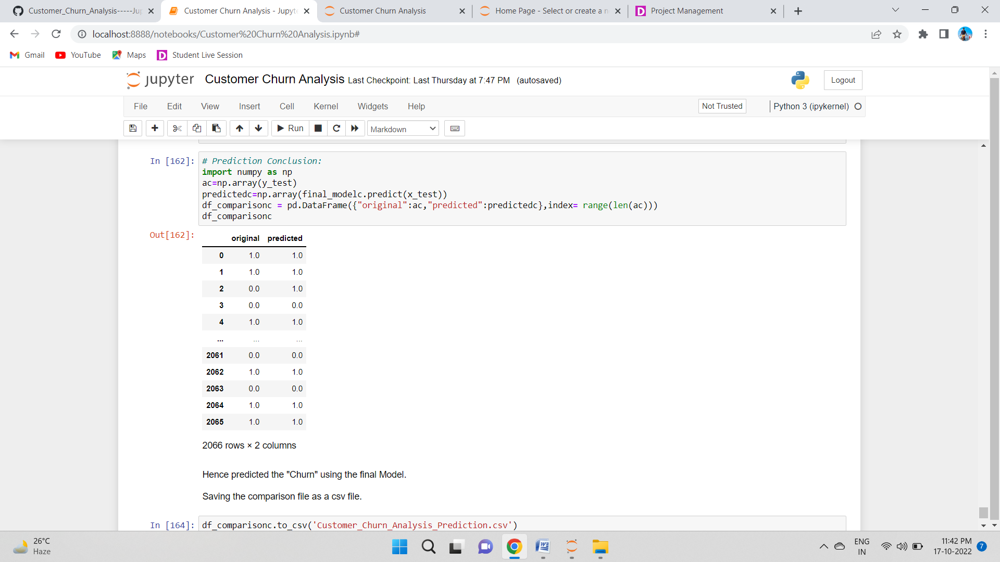 Customer_Churn_Analysis-----Jup
Customer Churn Analysis - Jupyte
Customer Churn Analysis
Home Page - Select or create a n
Project Management
localhost:8888/notebooks/Customer%20Churn%20Analysis.ipynb#
Gmail
YouTube
Maps
Student Live Session
jupyter Customer Churn Analysis Last Checkpoint: Last Thursday at 7:47 PM (autosaved)
Logout
File Edit View Insert Cell Kernel Widgets Help
Not Trusted
Python 3 (ipykernel)
Run
Markdown
In [162]:
# Prediction Conclusion:
import numpy as np
ac=np.array(y_test)
predictedc=np.array(final_modelc.predict(x_test))
df_comparisonc = pd.DataFrame({"original":ac,"predicted":predictedc},index= range(len(ac)))
df_comparisonc
Out[162]:
original predicted
0 1.0 1.0
1 1.0 1.0
2 0.0 1.0
3 0.0 0.0
4 1.0 1.0
... ... ...
2061 0.0 0.0
2062 1.0 1.0
2063 0.0 0.0
2064 1.0 1.0
2065 1.0 1.0
2066 rows × 2 columns
Hence predicted the "Churn" using the final Model.
Saving the comparison file as a csv file.
In [164]: df_comparisonc.to_csv('Customer_Churn_Analysis_Prediction.csv')
26°C
Haze
ENG
IN
11:42 PM
17-10-2022
7